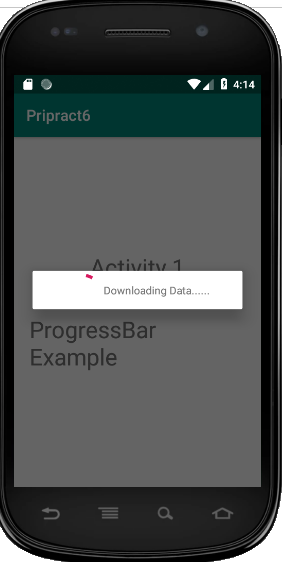 4:14
Pripract6
Activity 1
Downloading Data......
ProgressBar
Example